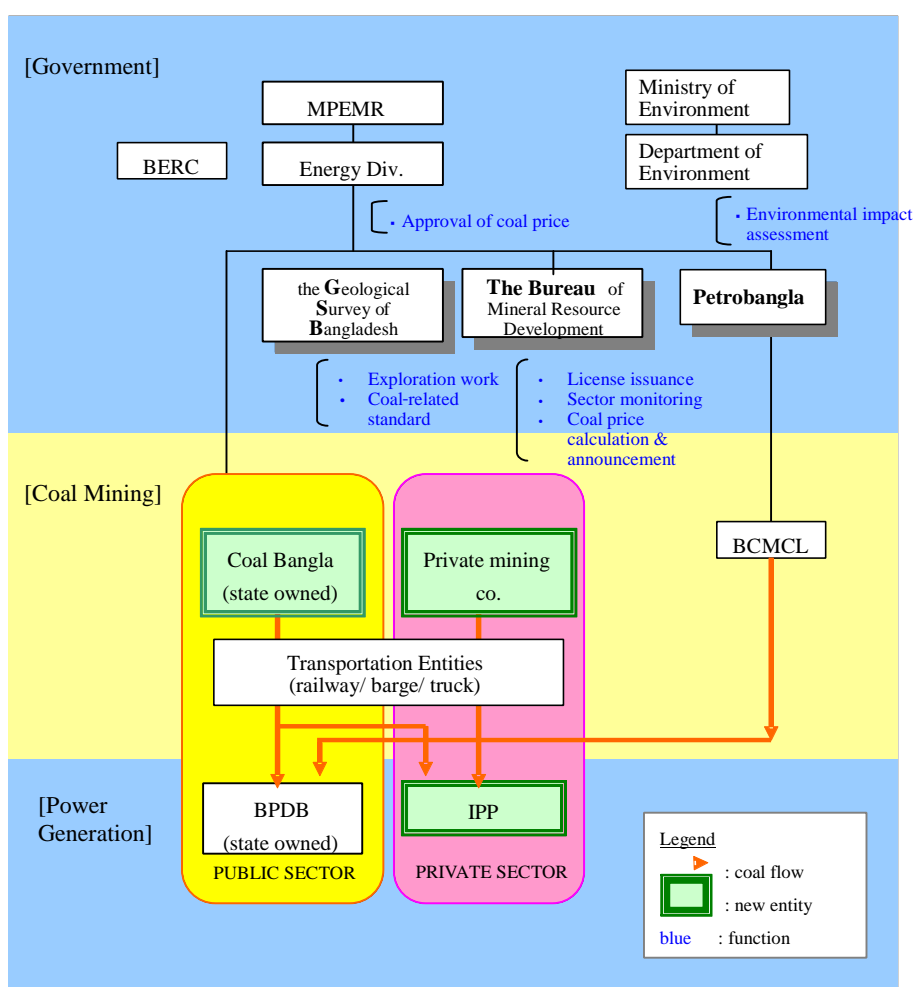 [Government]
MPEMR
Ministry of
Environment
BERC
Energy Div.
Department of
Environment
• Approval of coal price
• Environmental impact
assessment
the Geological
Survey of
Bangladesh
The Bureau of
Mineral Resource
Development
Petrobangla
• Exploration work
• Coal-related
standard
• License issuance
• Sector monitoring
• Coal price
calculation &
announcement
[Coal Mining]
Coal Bangla
(state owned)
Private mining
co.
BCMCL
Transportation Entities
(railway/ barge/ truck)
[Power
Generation]
BPDB
(state owned)
IPP
PUBLIC SECTOR
PRIVATE SECTOR
Legend
: coal flow
: new entity
blue : function